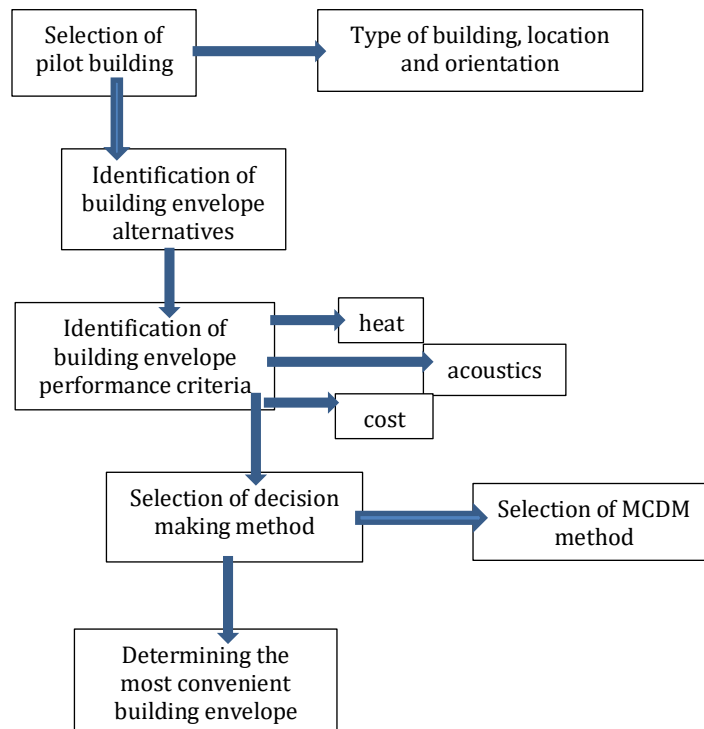 Selection of
pilot building
Type of building, location
and orientation
Identification of
building envelope
alternatives
Identification of
building envelope
performance criteria
heat
acoustics
cost
Selection of decision
making method
Selection of MCDM
method
Determining the
most convenient
building envelope